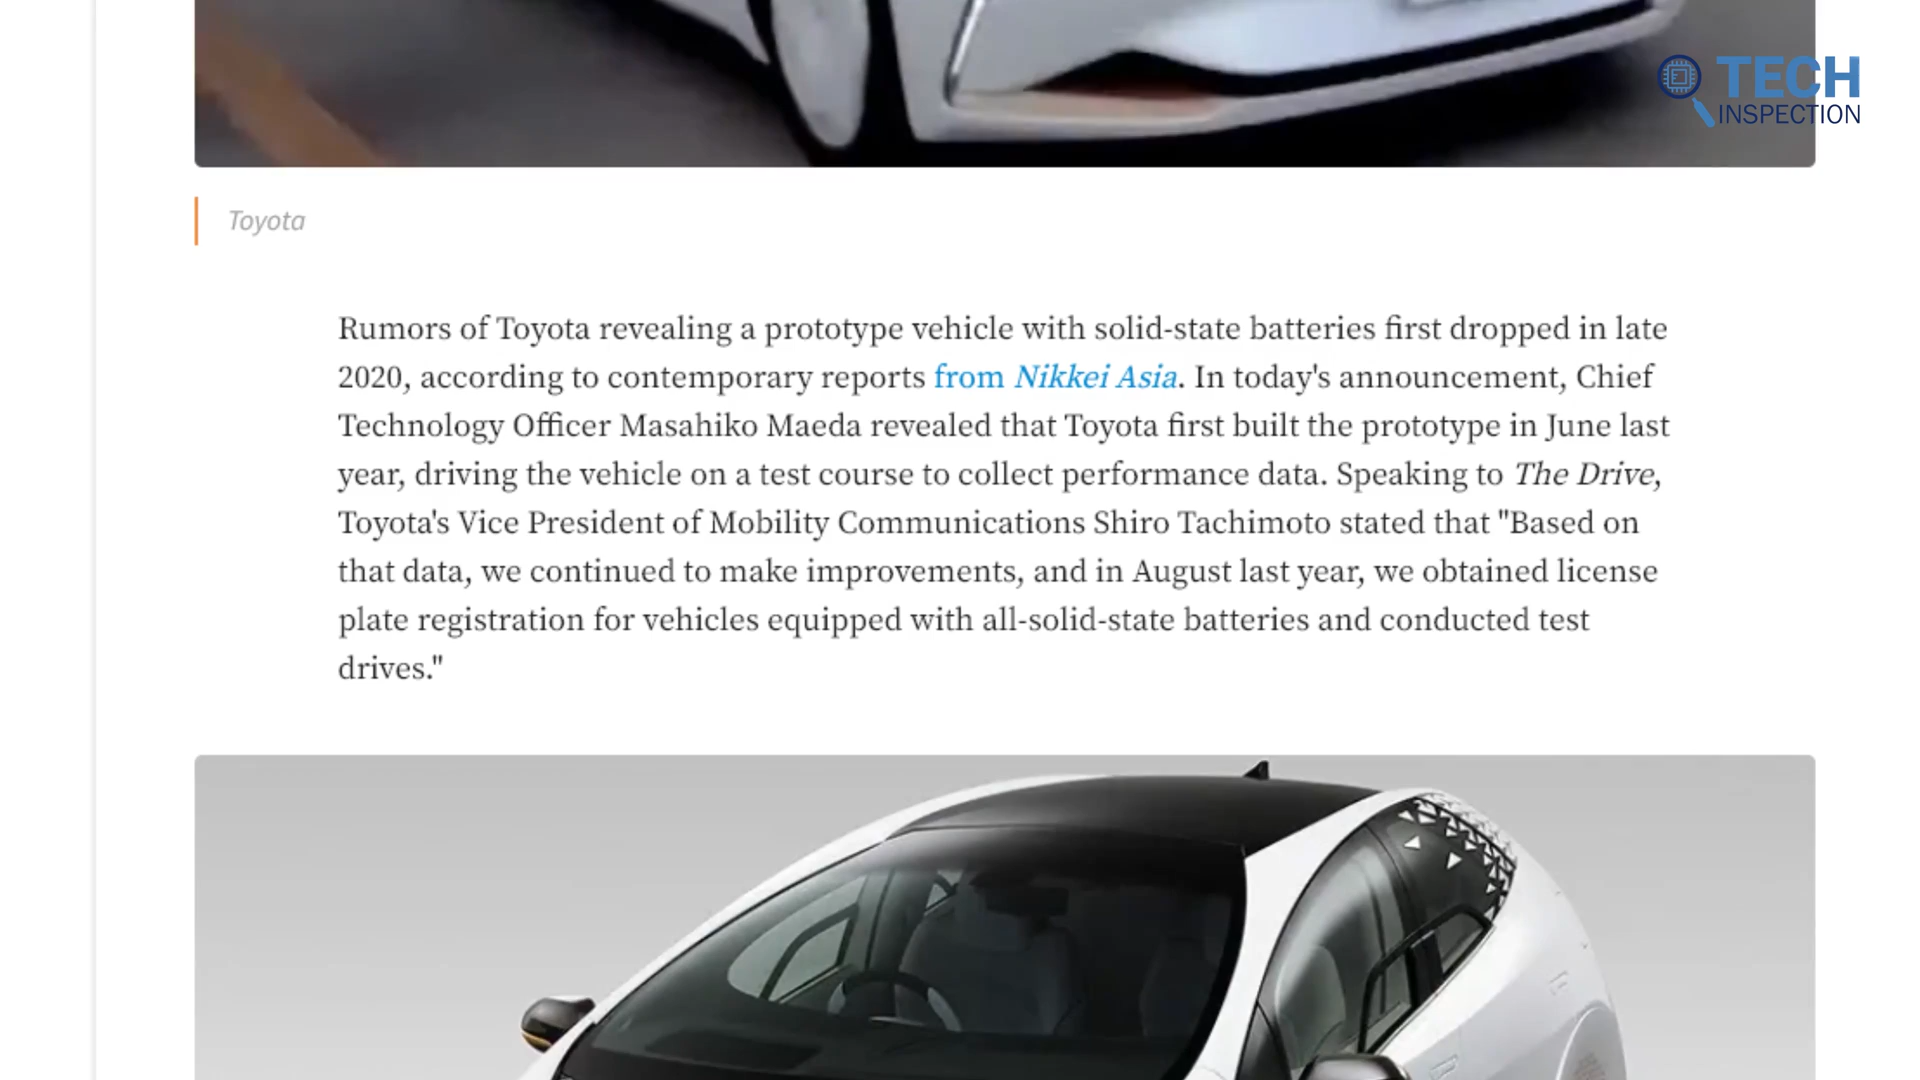 TECH
INSPECTION
Toyota
Rumors of Toyota revealing a prototype vehicle with solid-state batteries first dropped in late
2020, according to contemporary reports from Nikkei Asia. In today's announcement, Chief
Technology Officer Masahiko Maeda revealed that Toyota first built the prototype in June last
year, driving the vehicle on a test course to collect performance data. Speaking to The Drive,
Toyota's Vice President of Mobility Communications Shiro Tachimoto stated that "Based on
that data, we continued to make improvements, and in August last year, we obtained license
plate registration for vehicles equipped with all-solid-state batteries and conducted test
drives."